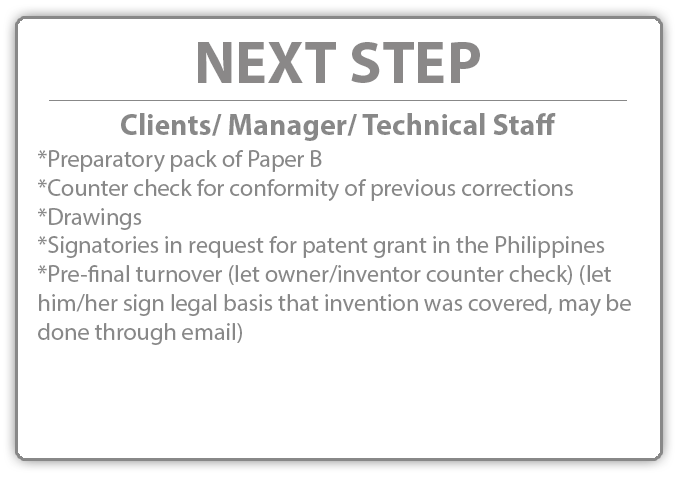 NEXT STEP
Clients/ Manager/ Technical Staff
*Preparatory pack of Paper B
*Counter check for conformity of previous corrections
*Drawings
*Signatories in request for patent grant in the Philippines
*Pre-final turnover (let owner/inventor counter check) (let
him/her sign legal basis that invention was covered, may be
done through email)